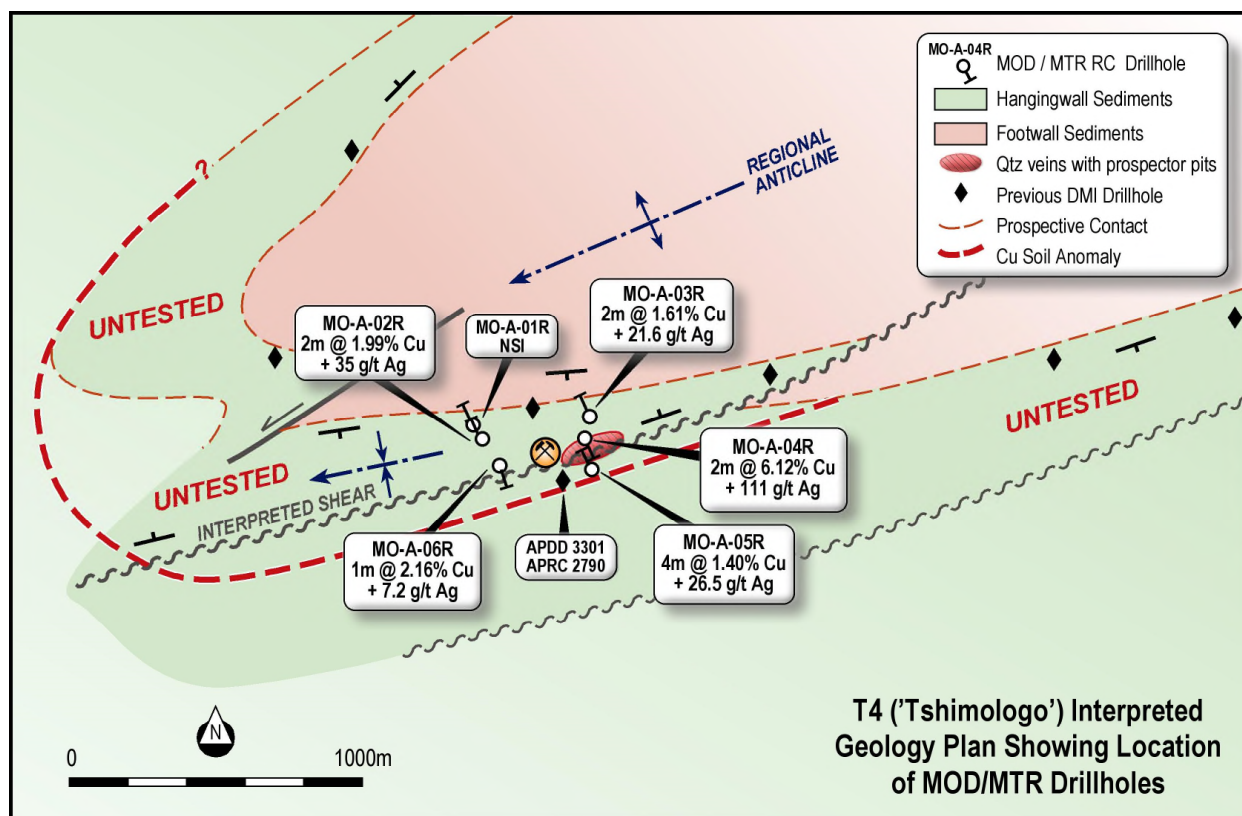 MO-A-04R
MOD / MTR RC Drillhole
Hangingwall Sediments
Footwall Sediments
Qtz veins with prospector pits
Previous DMI Drillhole
Prospective Contact
Cu Soil Anomaly
?
REGIONAL
ANTICLINE
UNTESTED
MO-A-02R
2m @ 1.99% Cu
+ 35 g/t Ag
MO-A-01R
NSI
MO-A-03R
2m @ 1.61% Cu
+ 21.6 g/t Ag
UNTESTED
MO-A-04R
2m @ 6.12% Cu
+ 111 g/t Ag
UNTESTED
INTERPRETED SHEAR
MO-A-06R
1m @ 2.16% Cu
+ 7.2 g/t Ag
APDD 3301
APRC 2790
MO-A-05R
4m @ 1.40% Cu
+ 26.5 g/t Ag
N
0
1000m
T4 ('Tshimologo') Interpreted
Geology Plan Showing Location
of MOD/MTR Drillholes